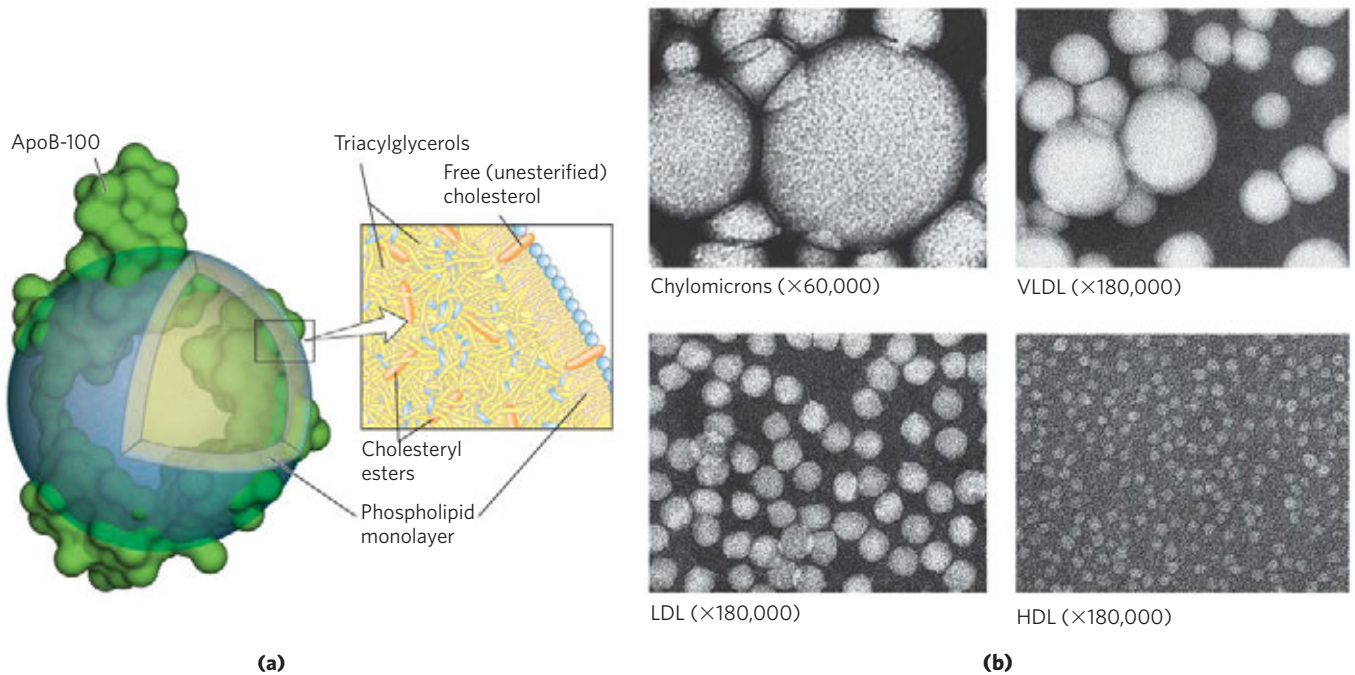 ApoB-100
Triacylglycerols
Free (unesterified)
cholesterol
Cholesteryl
esters
Phospholipid
monolayer
(a)
Chylomicrons (×60,000)
VLDL (×180,000)
LDL (×180,000)
HDL (×180,000)
(b)